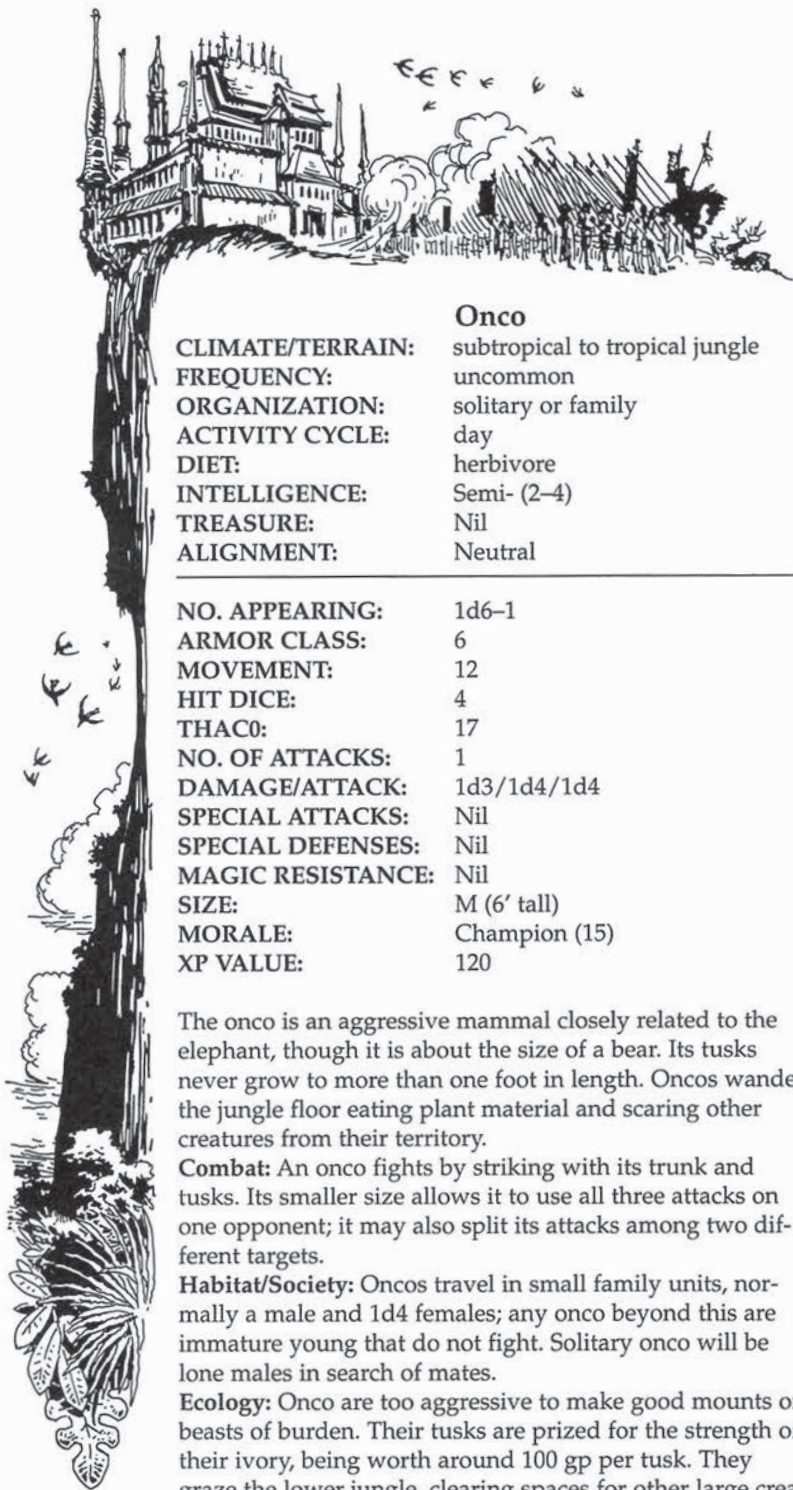 Onco
CLIMATE/TERRAIN: subtropical to tropical jungle
FREQUENCY: uncommon
ORGANIZATION: solitary or family
ACTIVITY CYCLE: day
DIET: herbivore
INTELLIGENCE: Semi- (2–4)
TREASURE: Nil
ALIGNMENT: Neutral
NO. APPEARING: 1d6–1
ARMOR CLASS: 6
MOVEMENT: 12
HIT DICE: 4
THAC0: 17
NO. OF ATTACKS: 1
DAMAGE/ATTACK: 1d3/1d4/1d4
SPECIAL ATTACKS: Nil
SPECIAL DEFENSES: Nil
MAGIC RESISTANCE: Nil
SIZE: M (6′ tall)
MORALE: Champion (15)
XP VALUE: 120
The onco is an aggressive mammal closely related to the
elephant, though it is about the size of a bear. Its tusks
never grow to more than one foot in length. Oncos wande
the jungle floor eating plant material and scaring other
creatures from their territory.
Combat: An onco fights by striking with its trunk and
tusks. Its smaller size allows it to use all three attacks on
one opponent; it may also split its attacks among two dif-
ferent targets.
Habitat/Society: Oncos travel in small family units, nor-
mally a male and 1d4 females; any onco beyond this are
immature young that do not fight. Solitary onco will be
lone males in search of mates.
Ecology: Onco are too aggressive to make good mounts o
beasts of burden. Their tusks are prized for the strength o
their ivory, being worth around 100 gp per tusk. They
graze the lower jungle, clearing spaces for other large crea